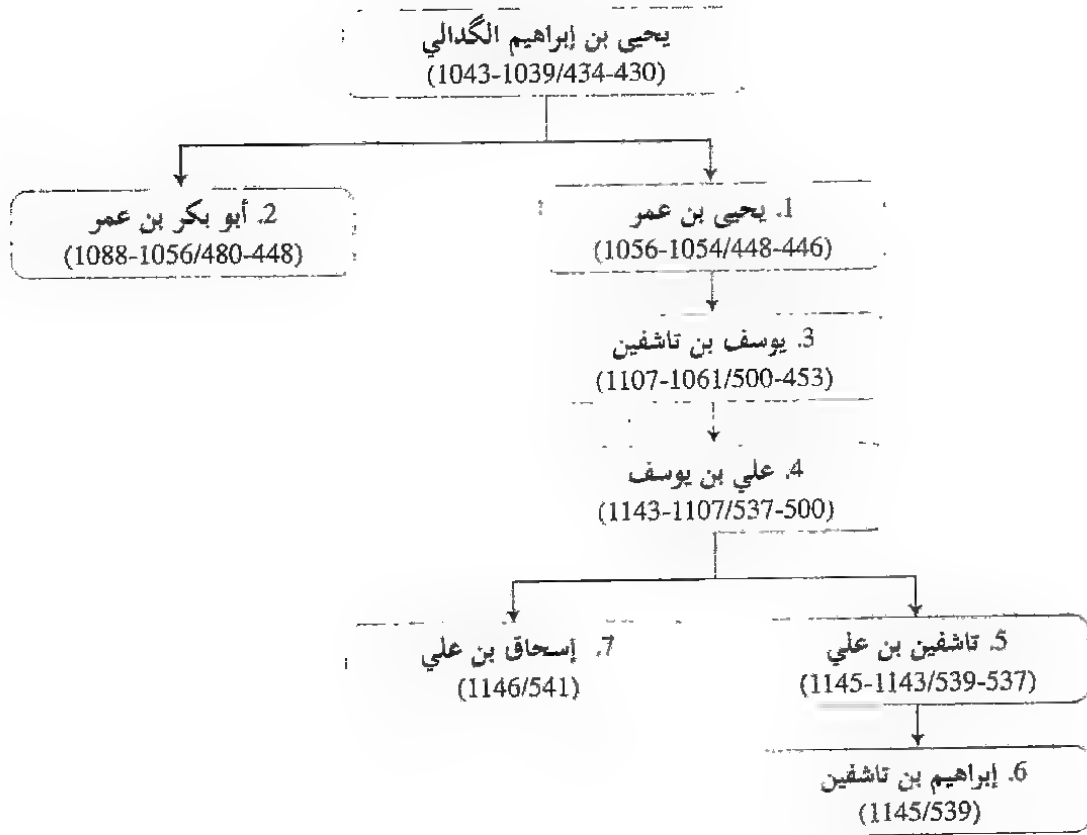 يحيى بن إبراهيم الگدالي
(1043-1039/434-430)
1. يحيى بن عمر
(1056-1054/448-446)
2. أبو بكر بن عمر
(1088-1056/480-448)
3. يوسف بن تاشفين
(1107-1061/500-453)
4. علي بن يوسف
(1143-1107/537-500)
5. تاشفين بن علي
(1145-1143/539-537)
7. إسحاق بن علي
(1146/541)
6. إبراهيم بن تاشفين
(1145/539)